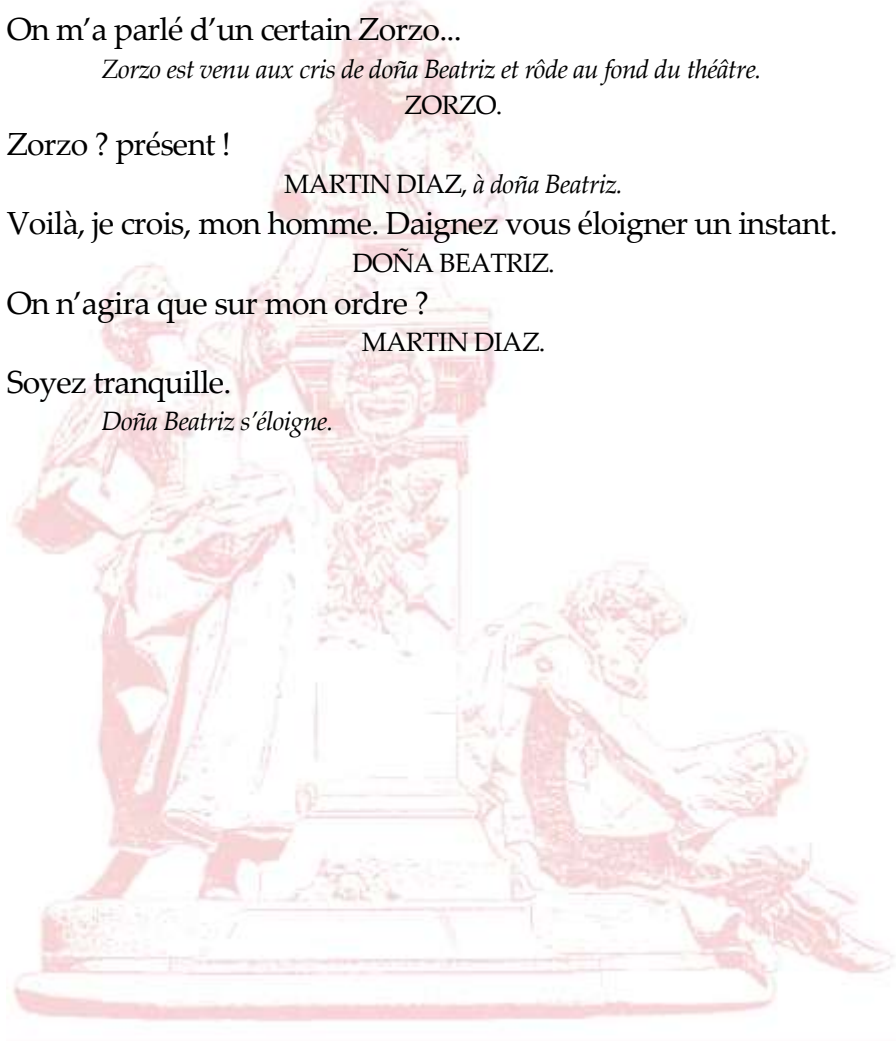 On m’a parlé d’un certain Zorzo...
Zorzo est venu aux cris de doña Beatriz et rôde au fond du théâtre.
ZORZO.
Zorzo ? présent !
MARTIN DIAZ, à doña Beatriz.
Voilà, je crois, mon homme. Daignez vous éloigner un instant.
DOÑA BEATRIZ.
On n’agira que sur mon ordre ?
MARTIN DIAZ.
Soyez tranquille.
Doña Beatriz s’éloigne.